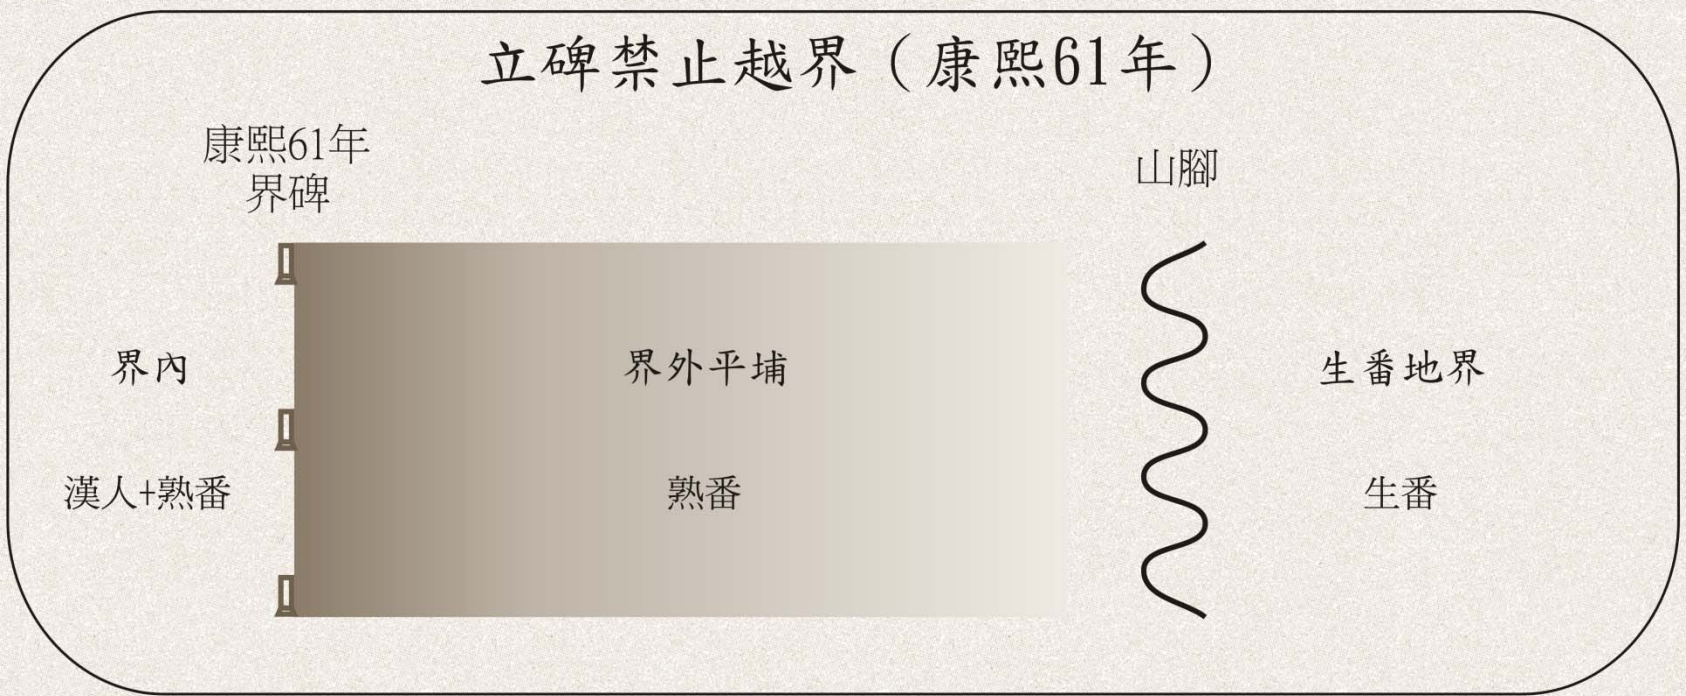 立碑禁止越界（康熙61年）
康熙61年
界碑
山腳
界內
界外平埔
生番地界
漢人+熟番
熟番
生番